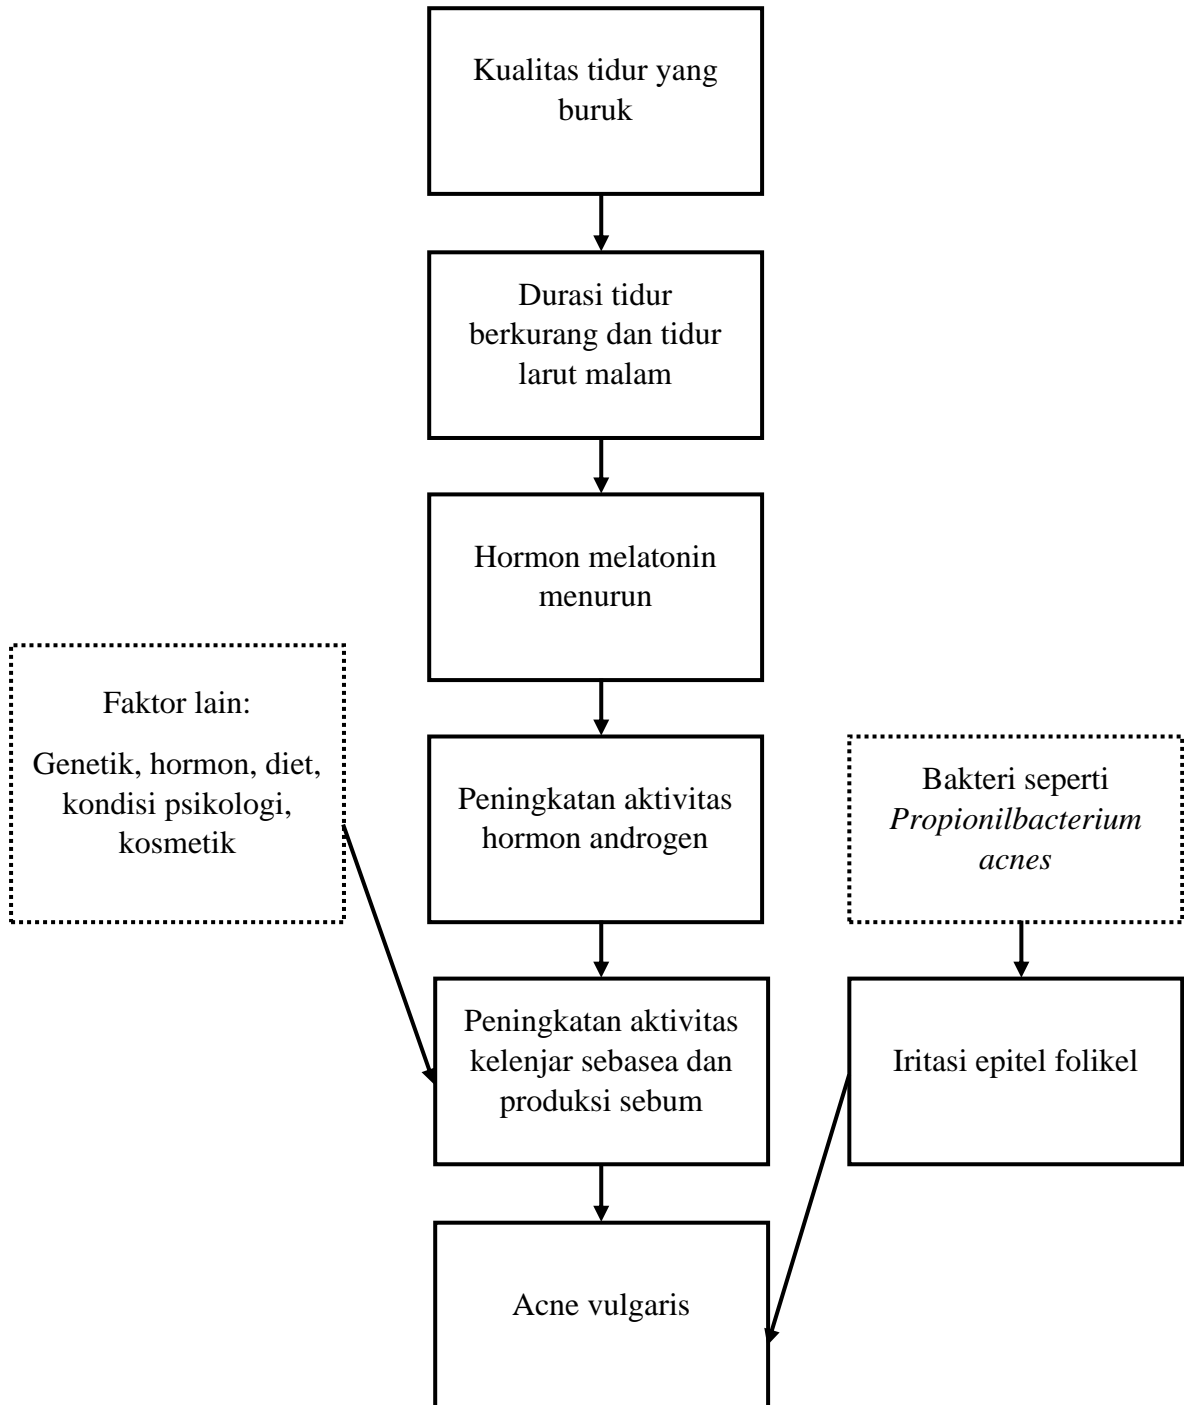 Kualitas tidur yang
buruk
Durasi tidur
berkurang dan tidur
larut malam
Hormon melatonin
menurun
Faktor lain:
Genetik, hormon, diet,
kondisi psikologi,
kosmetik
Peningkatan aktivitas
hormon androgen
Bakteri seperti
Propionilbacterium
acnes
Peningkatan aktivitas
kelenjar sebasea dan
produksi sebum
Iritasi epitel folikel
Acne vulgaris